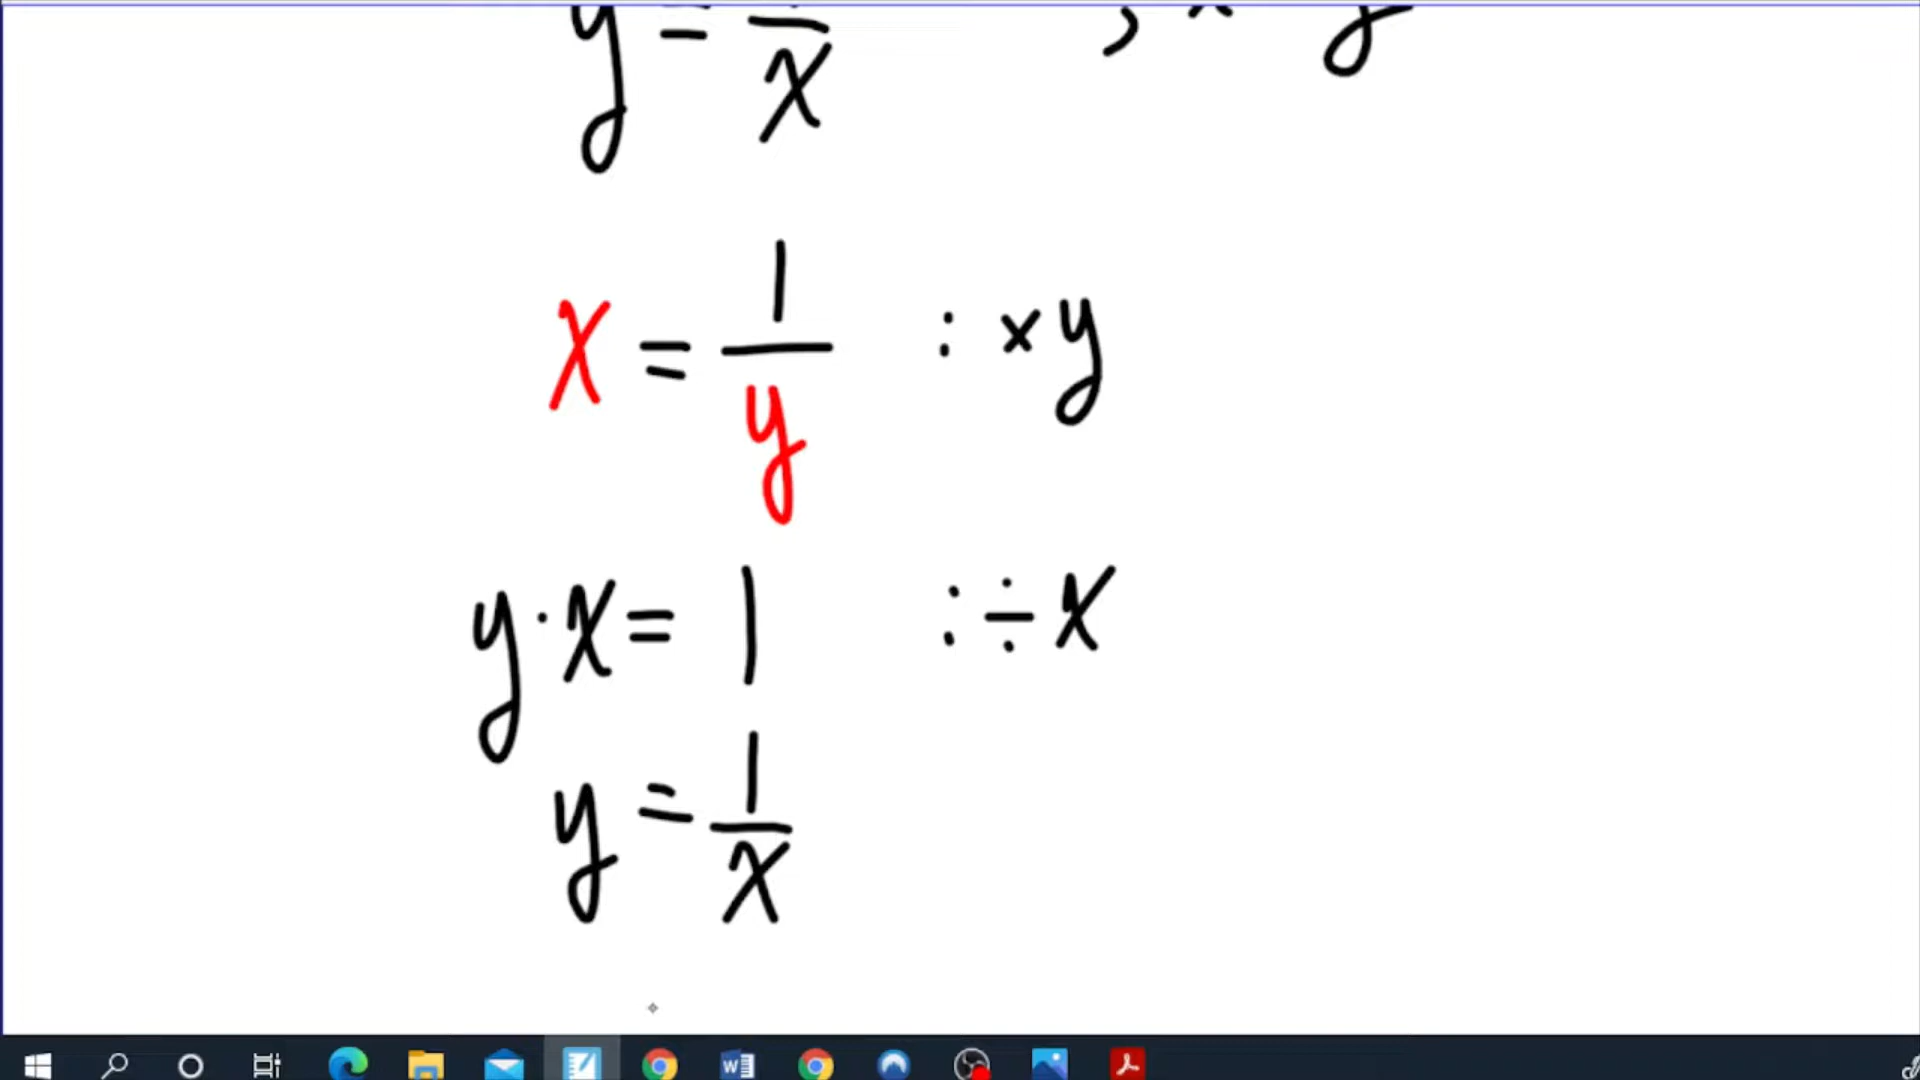 y = —/x ; x y
x = 1/y : × y
y · x = 1 : ÷ x
y = 1/x